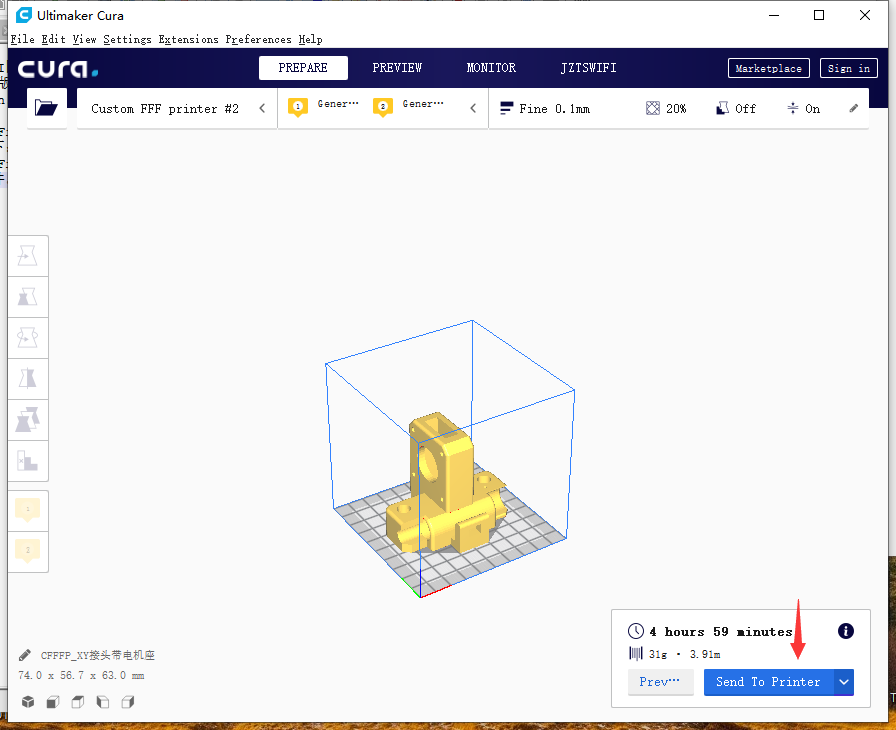 Ultimaker Cura
File Edit View Settings Extensions Preferences Help
cura.
PREPARE PREVIEW MONITOR JZTSWIFI Marketplace Sign in
Custom FFF printer #2 1 Gener··· 2 Gener··· Fine 0.1mm 20% Off On
4 hours 59 minutes
CFFFP_XY接头带电机座
31g · 3.91m
74.0 x 56.7 x 63.0 mm
Prev··· Send To Printer